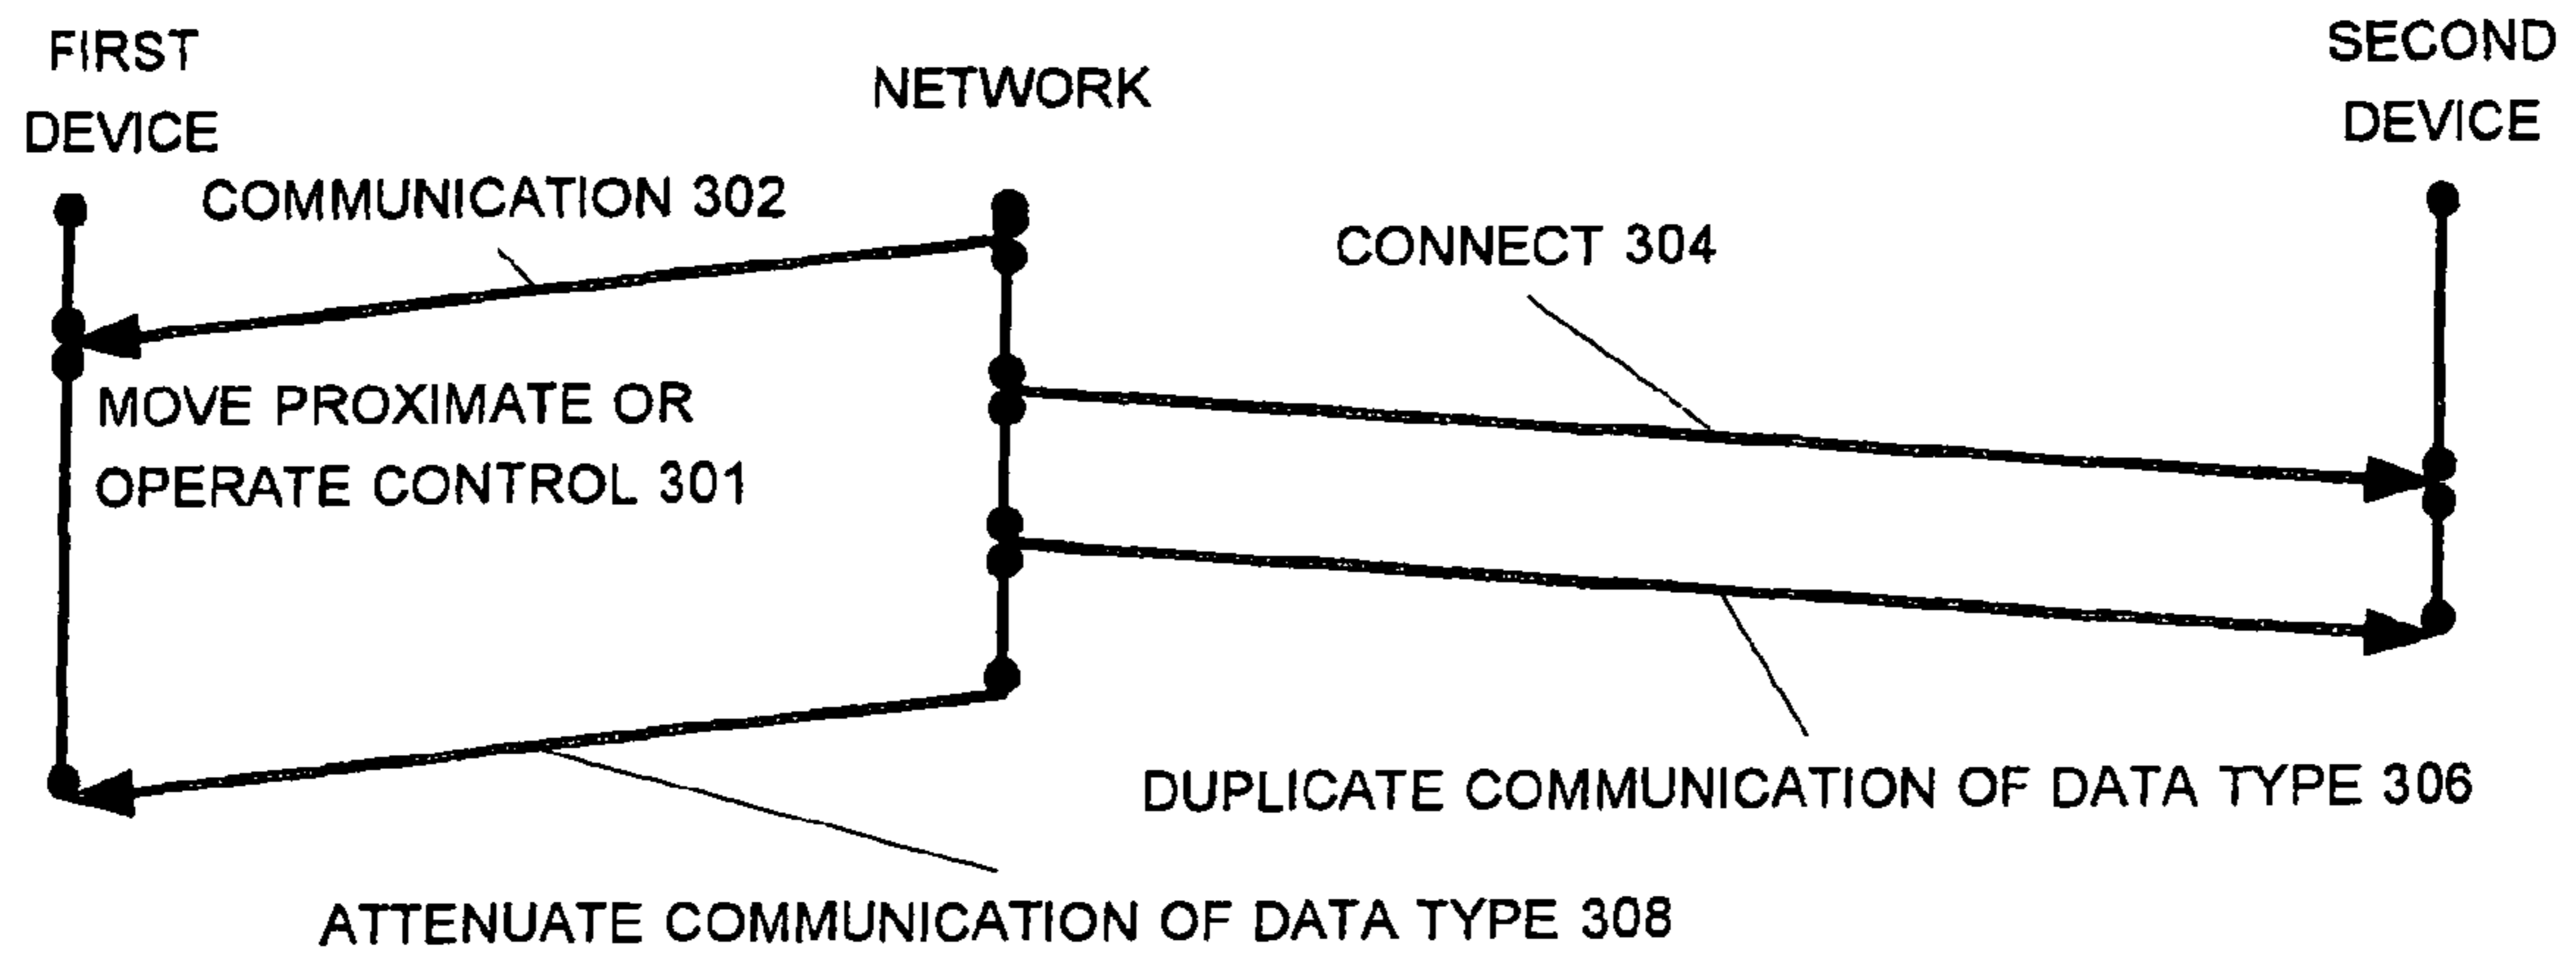 FIRST
DEVICE
NETWORK
SECOND
DEVICE
COMMUNICATION 302
CONNECT 304
MOVE PROXIMATE OR
OPERATE CONTROL 301
DUPLICATE COMMUNICATION OF DATA TYPE 306
ATTENUATE COMMUNICATION OF DATA TYPE 308